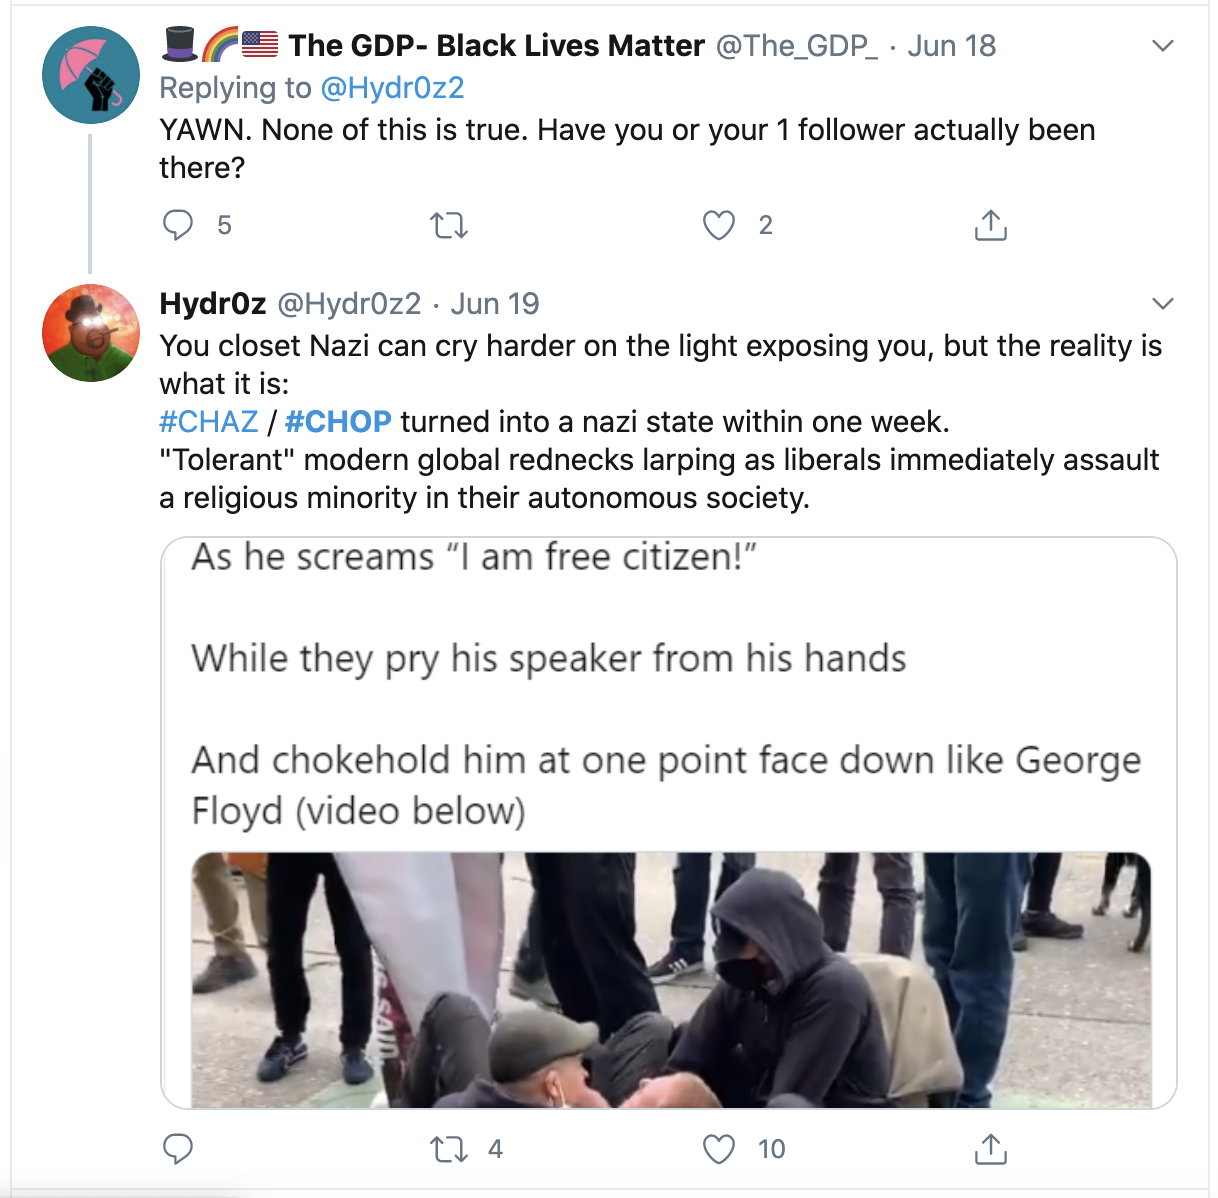 The GDP- Black Lives Matter @The_GDP_ · Jun 18
Replying to @Hydr0z2
YAWN. None of this is true. Have you or your 1 follower actually been
there?
5 2
Hydr0z @Hydr0z2 · Jun 19
You closet Nazi can cry harder on the light exposing you, but the reality is
what it is:
#CHAZ / #CHOP turned into a nazi state within one week.
"Tolerant" modern global rednecks larping as liberals immediately assault
a religious minority in their autonomous society.
As he screams “I am free citizen!”
While they pry his speaker from his hands
And chokehold him at one point face down like George
Floyd (video below)
4 10